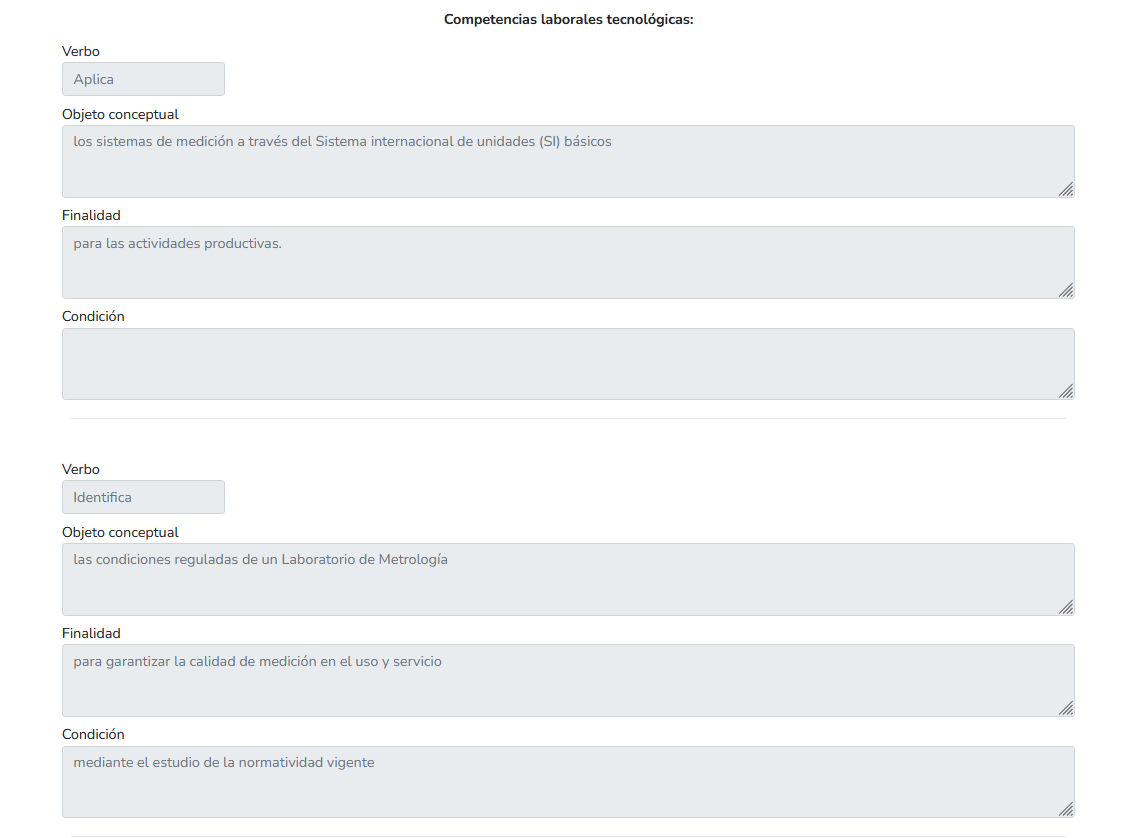 Competencias laborales tecnológicas:
Verbo
Aplica
Objeto conceptual
los sistemas de medición a través del Sistema internacional de unidades (SI) básicos
Finalidad
para las actividades productivas.
Condición
Verbo
Identifica
Objeto conceptual
las condiciones reguladas de un Laboratorio de Metrología
Finalidad
para garantizar la calidad de medición en el uso y servicio
Condición
mediante el estudio de la normatividad vigente